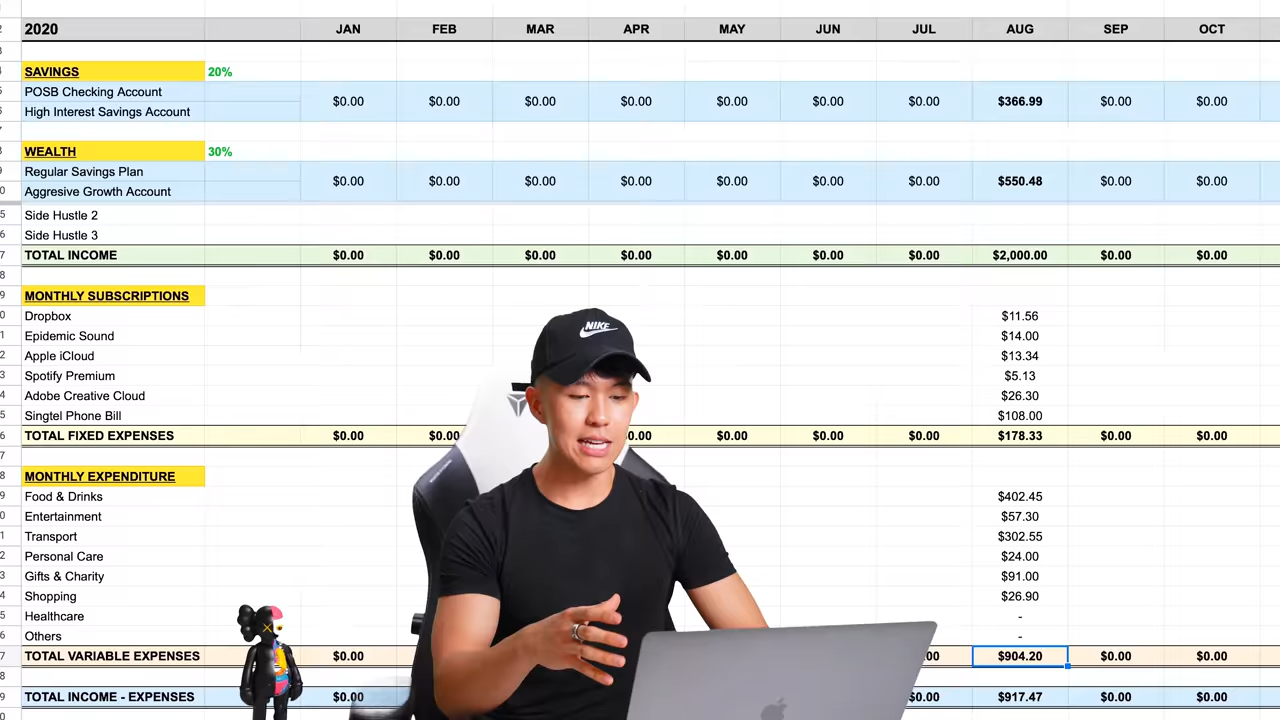 2020 JAN FEB MAR APR MAY JUN JUL AUG SEP OCT
SAVINGS 20%
POSB Checking Account
$0.00 $0.00 $0.00 $0.00 $0.00 $0.00 $0.00 $366.99 $0.00 $0.00
High Interest Savings Account
WEALTH 30%
Regular Savings Plan
$0.00 $0.00 $0.00 $0.00 $0.00 $0.00 $0.00 $550.48 $0.00 $0.00
Aggresive Growth Account
Side Hustle 2
Side Hustle 3
TOTAL INCOME $0.00 $0.00 $0.00 $0.00 $0.00 $0.00 $0.00 $2,000.00 $0.00 $0.00
MONTHLY SUBSCRIPTIONS
Dropbox $11.56
Epidemic Sound $14.00
Apple iCloud $13.34
Spotify Premium $5.13
Adobe Creative Cloud $26.30
Singtel Phone Bill $108.00
TOTAL FIXED EXPENSES $0.00 $0.00 0.00 $0.00 $0.00 $0.00 $178.33 $0.00 $0.00
MONTHLY EXPENDITURE
Food & Drinks $402.45
Entertainment $57.30
Transport $302.55
Personal Care $24.00
Gifts & Charity $91.00
Shopping $26.90
Healthcare -
Others -
TOTAL VARIABLE EXPENSES $0.00 00 $904.20 $0.00 $0.00
TOTAL INCOME - EXPENSES $0.00 $0.00 $917.47 $0.00 $0.00
NIKE